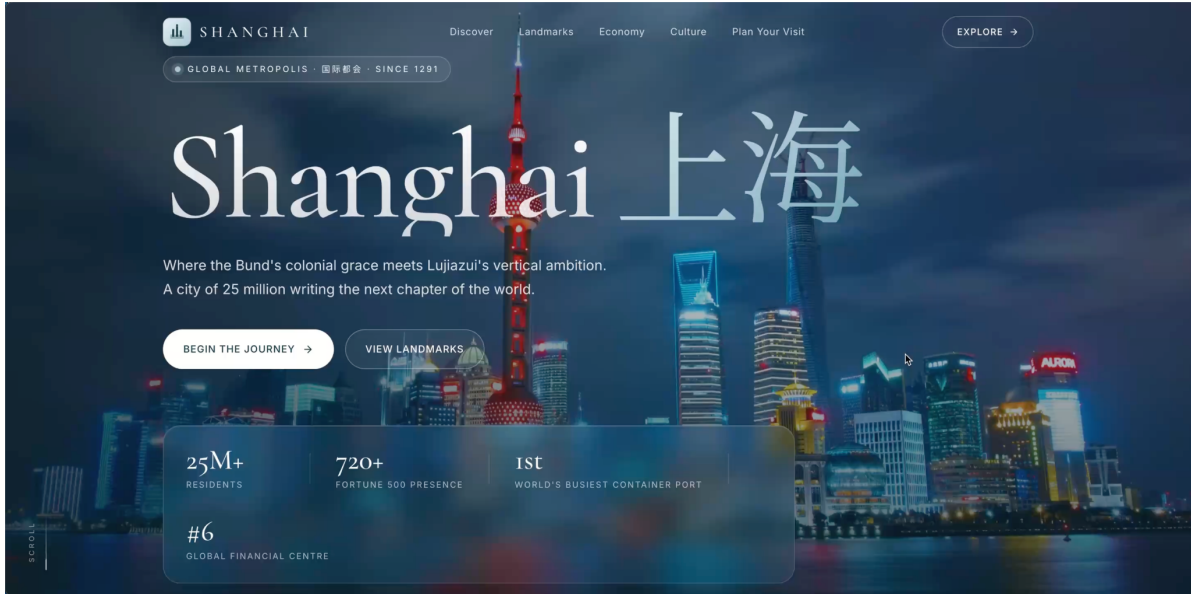 SHANGHAI
Discover
Landmarks
Economy
Culture
Plan Your Visit
EXPLORE →
GLOBAL METROPOLIS · 国际都会 · SINCE 1291
Shanghai 上海
Where the Bund's colonial grace meets Lujiazui's vertical ambition.
A city of 25 million writing the next chapter of the world.
BEGIN THE JOURNEY →
VIEW LANDMARKS
AURORA
25M+
RESIDENTS
720+
FORTUNE 500 PRESENCE
1st
WORLD'S BUSIEST CONTAINER PORT
#6
GLOBAL FINANCIAL CENTRE
SCROLL